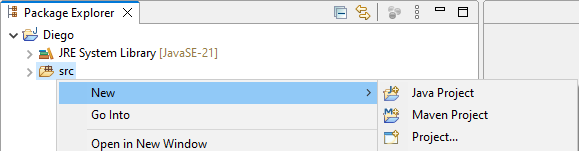 Package Explorer
Diego
JRE System Library [JavaSE-21]
src
New
Go Into
Open in New Window
Java Project
Maven Project
Project...